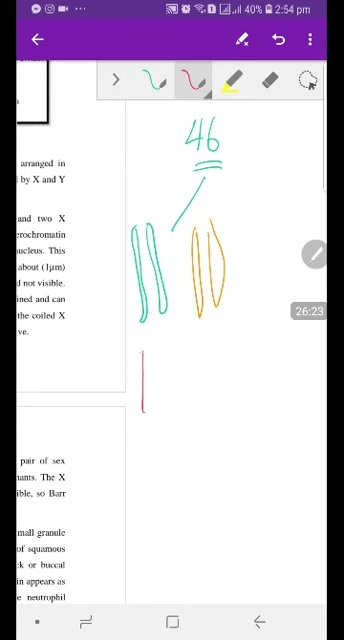 40% 2:54 pm
46
arranged in
l by X and Y
and two X
erochromatin
nucleus. This
about (1µm)
d not visible.
ined and can
the coiled X
ve.
26:23
pair of sex
nants. The X
ible, so Barr
small granule
of squamous
ck or buccal
in appears as
e neutrophil